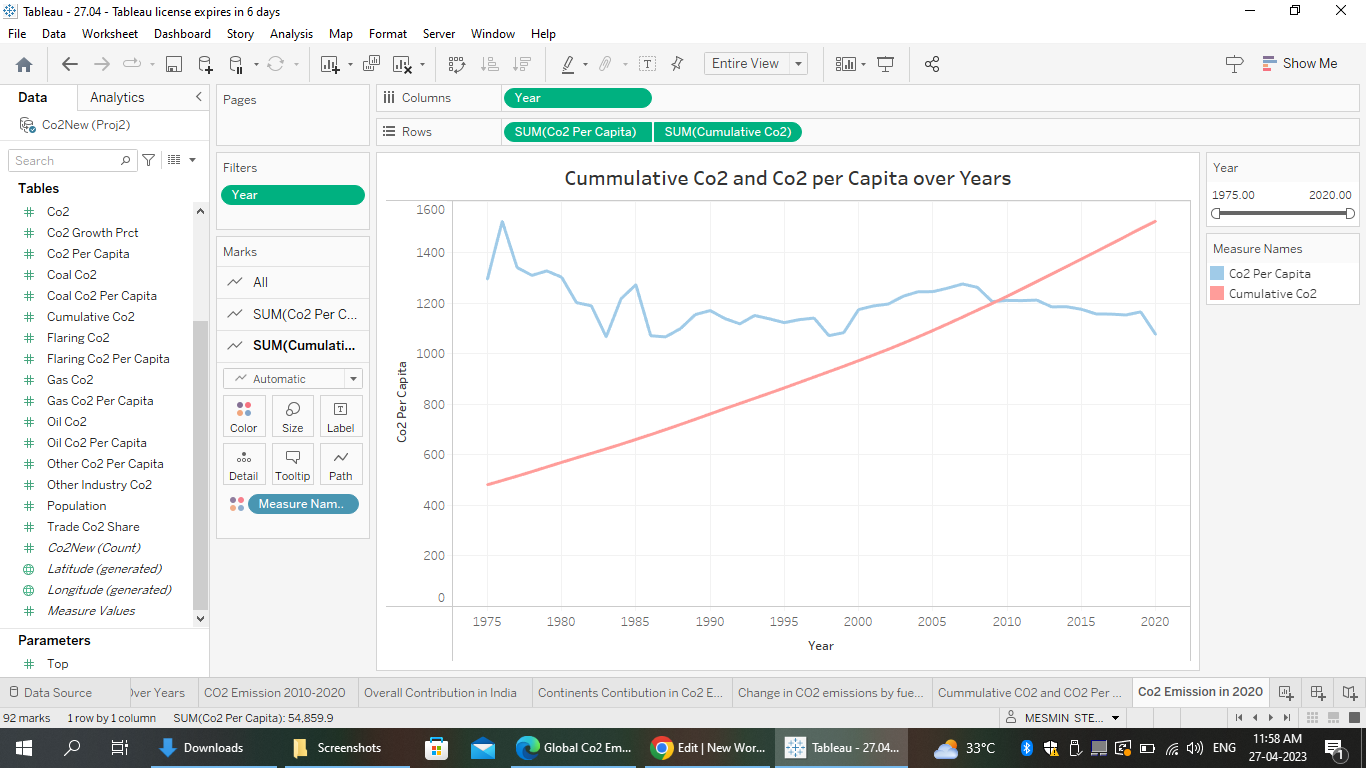 Tableau - 27.04 - Tableau license expires in 6 days
File Data Worksheet Dashboard Story Analysis Map Format Server Window Help
Entire View
Show Me
Data
Analytics
Co2New (Proj2)
Search
Tables
Co2
Co2 Growth Prct
Co2 Per Capita
Coal Co2
Coal Co2 Per Capita
Cumulative Co2
Flaring Co2
Flaring Co2 Per Capita
Gas Co2
Gas Co2 Per Capita
Oil Co2
Oil Co2 Per Capita
Other Co2 Per Capita
Other Industry Co2
Population
Trade Co2 Share
Co2New (Count)
Latitude (generated)
Longitude (generated)
Measure Values
Parameters
Top
Pages
Filters
Year
Marks
All
SUM(Co2 Per C...
SUM(Cumulati...
Automatic
Color Size Label
Detail Tooltip Path
Measure Nam..
Columns
Year
Rows
SUM(Co2 Per Capita) SUM(Cumulative Co2)
Cummulative Co2 and Co2 per Capita over Years
1600
1400
1200
1000
800
600
400
200
0
Co2 Per Capita
1975 1980 1985 1990 1995 2000 2005 2010 2015 2020
Year
Year
1975.00 2020.00
Measure Names
Co2 Per Capita
Cumulative Co2
Data Source
Over Years
CO2 Emission 2010-2020
Overall Contribution in India
Continents Contibution in Co2 E...
Change in CO2 emissions by fue...
Cummulative CO2 and CO2 Per ...
Co2 Emission in 2020
92 marks 1 row by 1 column SUM(Co2 Per Capita): 54,859.9
MESMIN STE...
Downloads
Screenshots
Global Co2 Em...
Edit | New Wor...
Tableau - 27.04...
33°C
ENG
11:58 AM
27-04-2023
1